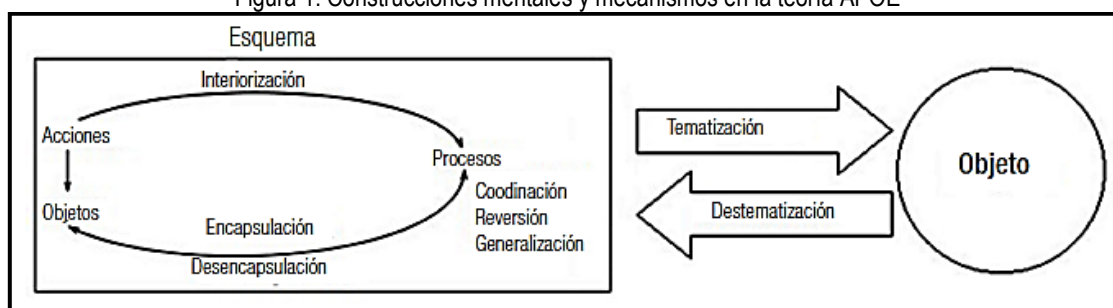 Figura 1. Construcciones mentales y mecanismos en la teoría APOE
Esquema
Interiorización
Acciones
Procesos
Coodinación
Reversión
Generalización
Objetos
Encapsulación
Desencapsulación
Tematización
Destematización
Objeto